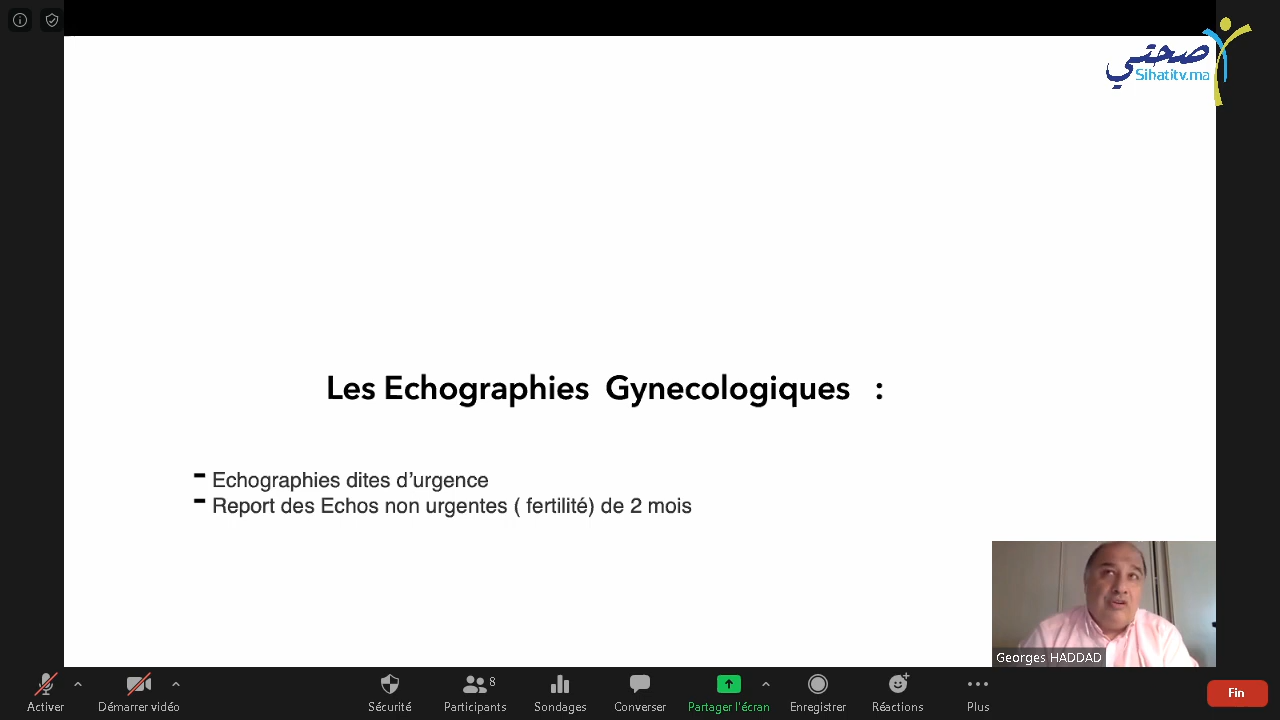 صحتي
Sihatitv.ma
Les Echographies Gynecologiques :
- Echographies dites d’urgence
- Report des Echos non urgentes ( fertilité) de 2 mois
Georges HADDAD
8
Activer
Démarrer vidéo
Sécurité
Participants
Sondages
Converser
Partager l'écran
Enregistrer
Réactions
Plus
Fin